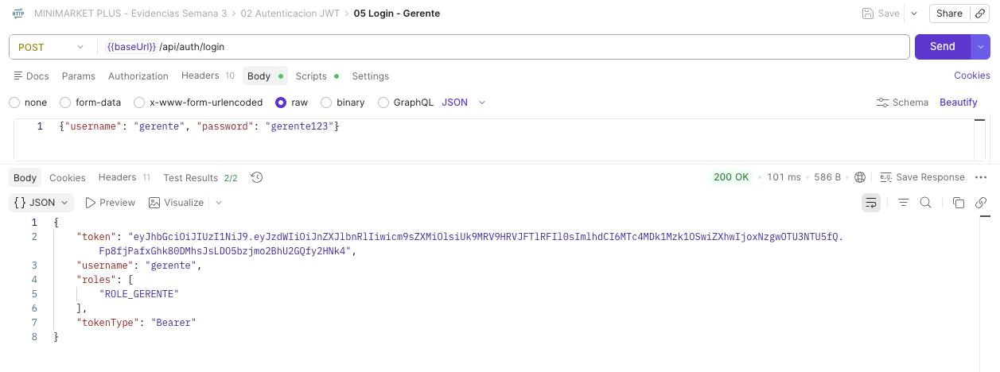 HTTP MINIMARKET PLUS - Evidencias Semana 3 > 02 Autenticacion JWT > 05 Login - Gerente Save Share
POST {{baseUrl}}/api/auth/login Send
Docs Params Authorization Headers 10 Body Scripts Settings Cookies
none form-data x-www-form-urlencoded raw binary GraphQL JSON Schema Beautify
1 {"username": "gerente", "password": "gerente123"}
Body Cookies Headers 11 Test Results 2/2 200 OK • 101 ms • 586 B e.g. Save Response
{} JSON Preview Visualize
1 {
2 "token": "eyJhbGciOiJIUzI1NiJ9.eyJzdWIiOiJnZXJlbnRlIiwicm9sZXMiOlsiUk9MRV9HRVJFTlRFIl0sImlhdCI6MTc4MDk1Mzk1OSwiZXhwIjoxNzgwOTU3NTU5fQ.
Fp8fjPafxGhk80DMhsJsLDO5bzjmo2BhU2GQfy2HNk4",
3 "username": "gerente",
4 "roles": [
5 "ROLE_GERENTE"
6 ],
7 "tokenType": "Bearer"
8 }